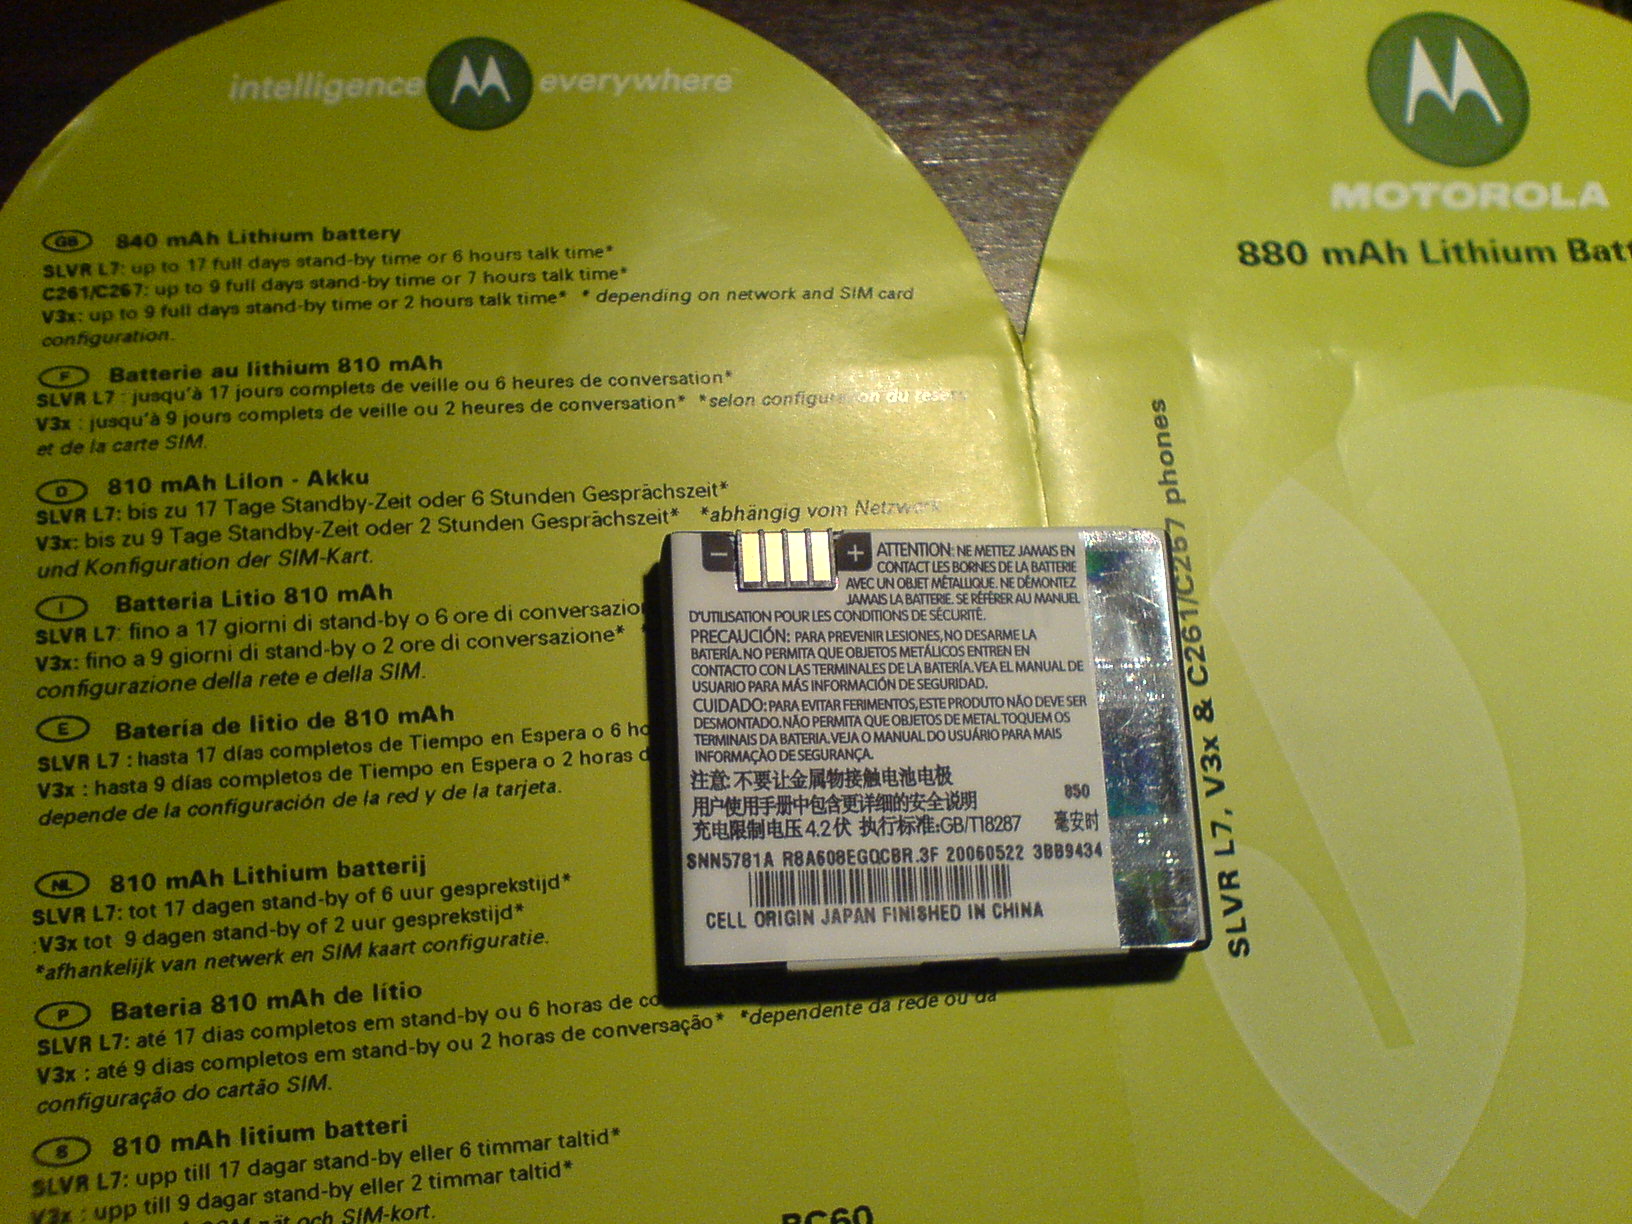 intelligence everywhere
840 mAh Lithium battery
SLVR L7: up to 17 full days stand-by time or 6 hours talk time*
C261/C267: up to 9 full days stand-by time or 7 hours talk time*
V3x: up to 9 full days stand-by time or 2 hours talk time* * depending on network and SIM card
configuration.
F Batterie au lithium 810 mAh
SLVR L7 : jusqu'à 17 jours complets de veille ou 6 heures de conversation*
V3x : jusqu'à 9 jours complets de veille ou 2 heures de conversation* *selon du
et de la carte SIM.
D 810 mAh LiIon - Akku
SLVR L7: bis zu 17 Tage Standby-Zeit oder 6 Stunden Gesprächszeit*
V3x: bis zu 9 Tage Standby-Zeit oder 2 Stunden Gesprächszeit* *abhängig vom Netzwerk
und Konfiguration der SIM-Kart.
I Batteria Litio 810 mAh
SLVR L7: fino a 17 giorni di stand-by o 6 ore di conversazio
V3x: fino a 9 giorni di stand-by o 2 ore di conversazione*
configurazione della rete e della SIM.
E Batería de litio de 810 mAh
SLVR L7 : hasta 17 días completos de Tiempo en Espera o 6 ho
V3x : hasta 9 días completos de Tiempo en Espera o 2 horas d
depende de la configuración de la red y de la tarjeta.
NL 810 mAh Lithium batterij
SLVR L7: tot 17 dagen stand-by of 6 uur gesprekstijd*
:V3x tot 9 dagen stand-by of 2 uur gesprekstijd*
*afhankelijk van netwerk en SIM kaart configuratie.
P Bateria 810 mAh de lítio
SLVR L7: até 17 dias completos em stand-by ou 6 horas de co
V3x : até 9 dias completos em stand-by ou 2 horas de conversação* *dependente da rede ou da
configuração do cartão SIM.
S 810 mAh litium batteri
SLVR L7: upp till 17 dagar stand-by eller 6 timmar taltid*
V3x : upp till 9 dagar stand-by eller 2 timmar taltid*
och SIM-kort.
BC60
MOTOROLA
880 mAh Lithium Batt
SLVR L7, V3x & C261/C267 phones
− +
ATTENTION: NE METTEZ JAMAIS EN
CONTACT LES BORNES DE LA BATTERIE
AVEC UN OBJET MÉTALLIQUE. NE DÉMONTEZ
JAMAIS LA BATTERIE. SE RÉFÉRER AU MANUEL
D'UTILISATION POUR LES CONDITIONS DE SÉCURITÉ.
PRECAUCIÓN: PARA PREVENIR LESIONES, NO DESARME LA
BATERÍA. NO PERMITA QUE OBJETOS METÁLICOS ENTREN EN
CONTACTO CON LAS TERMINALES DE LA BATERÍA. VEA EL MANUAL DE
USUARIO PARA MÁS INFORMACIÓN DE SEGURIDAD.
CUIDADO: PARA EVITAR FERIMENTOS, ESTE PRODUTO NÃO DEVE SER
DESMONTADO. NÃO PERMITA QUE OBJETOS DE METAL TOQUEM OS
TERMINAIS DA BATERIA. VEJA O MANUAL DO USUÁRIO PARA MAIS
INFORMAÇÃO DE SEGURANÇA.
注意: 不要让金属物接触电池电极
用户使用手册中包含更详细的安全说明 850
充电限制电压 4.2伏 执行标准:GB/T18287 毫安时
SNN5781A R8A608EGQCBR.3F 20060522 3BB9434
CELL ORIGIN JAPAN FINISHED IN CHINA